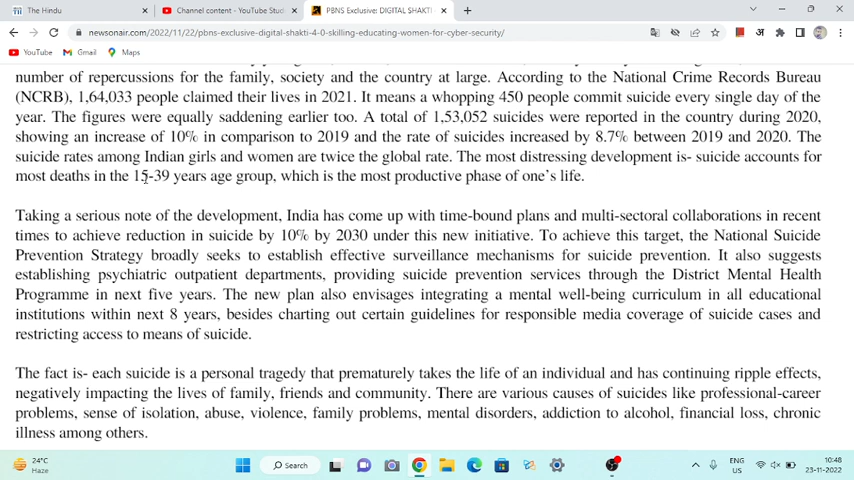 The Hindu
Channel content - YouTube Stud
PBNS Exclusive: DIGITAL SHAKTI
newsonair.com/2022/11/22/pbns-exclusive-digital-shakti-4-0-skilling-educating-women-for-cyber-security/
YouTube Gmail Maps
number of repercussions for the family, society and the country at large. According to the National Crime Records Bureau
(NCRB), 1,64,033 people claimed their lives in 2021. It means a whopping 450 people commit suicide every single day of the
year. The figures were equally saddening earlier too. A total of 1,53,052 suicides were reported in the country during 2020,
showing an increase of 10% in comparison to 2019 and the rate of suicides increased by 8.7% between 2019 and 2020. The
suicide rates among Indian girls and women are twice the global rate. The most distressing development is- suicide accounts for
most deaths in the 15-39 years age group, which is the most productive phase of one's life.
Taking a serious note of the development, India has come up with time-bound plans and multi-sectoral collaborations in recent
times to achieve reduction in suicide by 10% by 2030 under this new initiative. To achieve this target, the National Suicide
Prevention Strategy broadly seeks to establish effective surveillance mechanisms for suicide prevention. It also suggests
establishing psychiatric outpatient departments, providing suicide prevention services through the District Mental Health
Programme in next five years. The new plan also envisages integrating a mental well-being curriculum in all educational
institutions within next 8 years, besides charting out certain guidelines for responsible media coverage of suicide cases and
restricting access to means of suicide.
The fact is- each suicide is a personal tragedy that prematurely takes the life of an individual and has continuing ripple effects,
negatively impacting the lives of family, friends and community. There are various causes of suicides like professional-career
problems, sense of isolation, abuse, violence, family problems, mental disorders, addiction to alcohol, financial loss, chronic
illness among others.
24°C
Haze
Search
ENG
US
10:48
23-11-2022